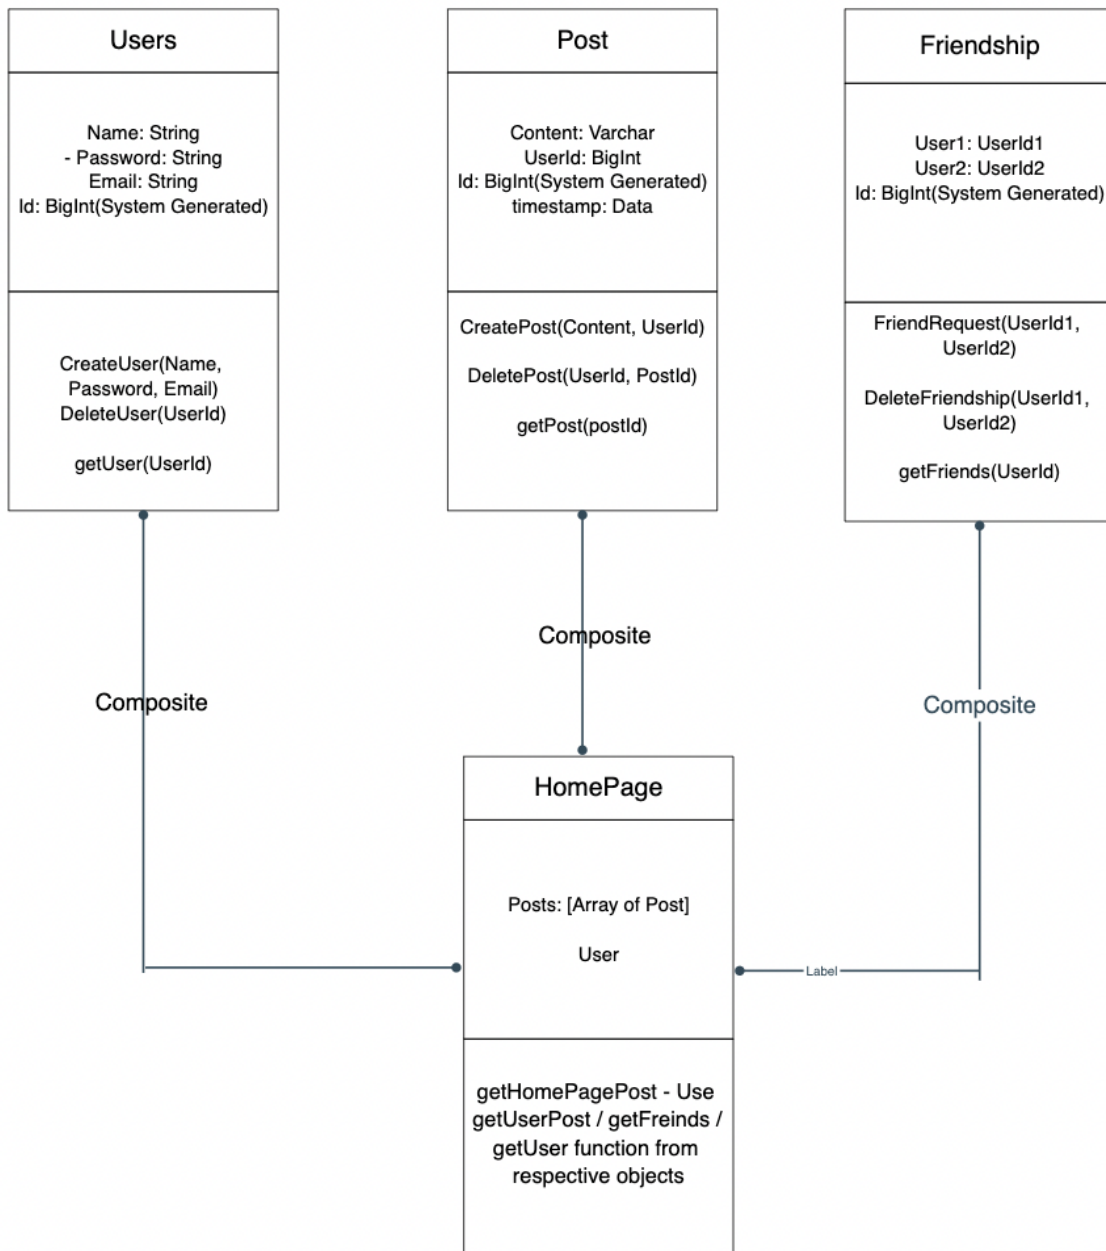 Users
Name: String
- Password: String
Email: String
Id: BigInt(System Generated)
CreateUser(Name,
Password, Email)
DeleteUser(UserId)
getUser(UserId)
Post
Content: Varchar
UserId: BigInt
Id: BigInt(System Generated)
timestamp: Data
CreatePost(Content, UserId)
DeletePost(UserId, PostId)
getPost(postId)
Friendship
User1: UserId1
User2: UserId2
Id: BigInt(System Generated)
FriendRequest(UserId1,
UserId2)
DeleteFriendship(UserId1,
UserId2)
getFriends(UserId)
Composite
Composite
Composite
HomePage
Posts: [Array of Post]
User
Label
getHomePagePost - Use
getUserPost / getFreinds /
getUser function from
respective objects